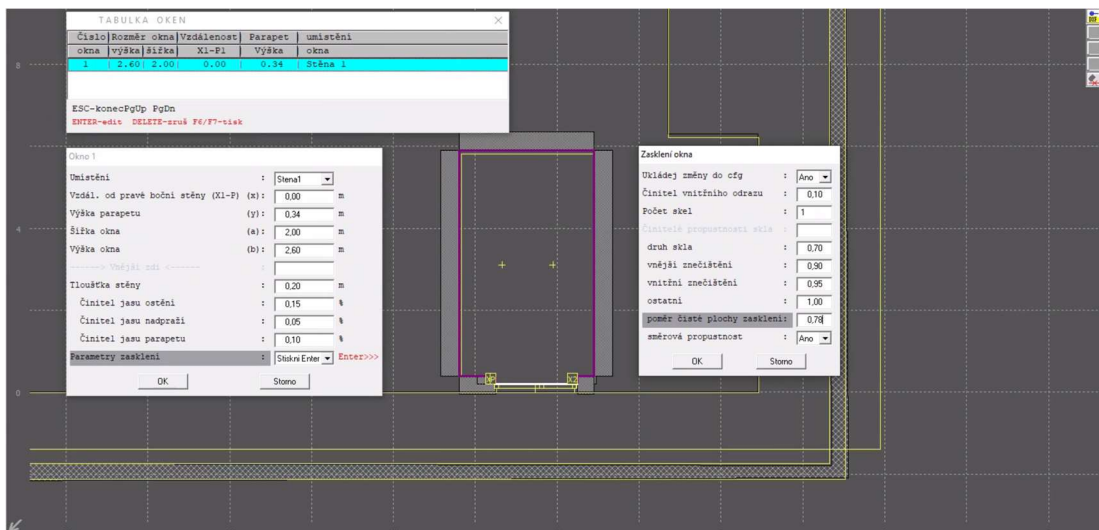 TABULKA OKEN
Číslo|Rozměr okna|Vzdálenost| Parapet | umístění
okna |výška|šířka| X1-P1 | Výška | okna
1 | 2.60| 2.00| 0.00 | 0.34 | Stěna 1
ESC-konecPgUp PgDn
ENTER-edit DELETE-zruš F6/F7-tisk
Okno 1
Umístění : Stena1
Vzdál. od pravé boční stěny (X1-P) (x): 0,00 m
Výška parapetu (y): 0,34 m
Šířka okna (a): 2,00 m
Výška okna (b): 2,60 m
-------> Vnější zdi <------- :
Tloušťka stěny : 0,20 m
Činitel jasu ostění : 0,15 %
Činitel jasu nadpraží : 0,05 %
Činitel jasu parapetu : 0,10 %
Parametry zasklení : Stiskni Enter Enter>>>
OK Storno
Zasklení okna
Ukládej změny do cfg : Ano
Činitel vnitřního odrazu : 0,10
Počet skel : 1
Činitelé propustnosti skla :
druh skla : 0,70
vnější znečištění : 0,90
vnitřní znečištění : 0,95
ostatní : 1,00
poměr čisté plochy zasklení: 0,78
směrová propustnost : Ano
OK Storno
8
4
0